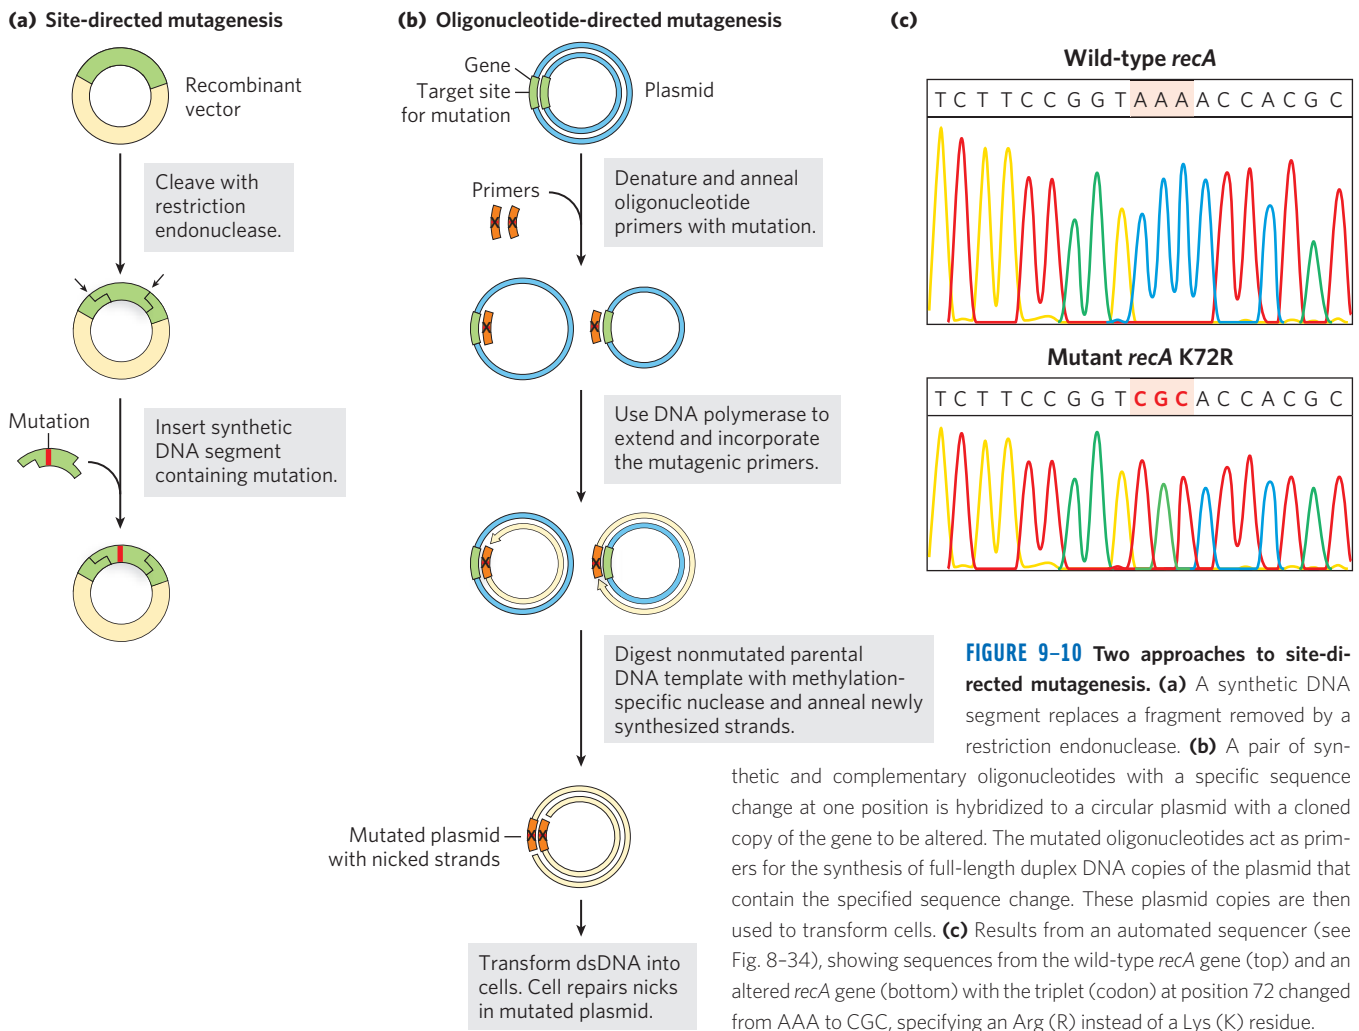 (a) Site-directed mutagenesis
Recombinant
vector
Cleave with
restriction
endonuclease.
Mutation
Insert synthetic
DNA segment
containing mutation.
(b) Oligonucleotide-directed mutagenesis
Gene
Target site
for mutation
Plasmid
Primers
Denature and anneal
oligonucleotide
primers with mutation.
Use DNA polymerase to
extend and incorporate
the mutagenic primers.
Digest nonmutated parental
DNA template with methylation-
specific nuclease and anneal newly
synthesized strands.
Mutated plasmid
with nicked strands
Transform dsDNA into
cells. Cell repairs nicks
in mutated plasmid.
(c)
Wild-type recA
T C T T C C G G T A A A A C C A C G C
Mutant recA K72R
T C T T C C G G T C G C A C C A C G C
FIGURE 9–10 Two approaches to site-di-
rected mutagenesis. (a) A synthetic DNA
segment replaces a fragment removed by a
restriction endonuclease. (b) A pair of syn-
thetic and complementary oligonucleotides with a specific sequence
change at one position is hybridized to a circular plasmid with a cloned
copy of the gene to be altered. The mutated oligonucleotides act as prim-
ers for the synthesis of full-length duplex DNA copies of the plasmid that
contain the specified sequence change. These plasmid copies are then
used to transform cells. (c) Results from an automated sequencer (see
Fig. 8–34), showing sequences from the wild-type recA gene (top) and an
altered recA gene (bottom) with the triplet (codon) at position 72 changed
from AAA to CGC, specifying an Arg (R) instead of a Lys (K) residue.